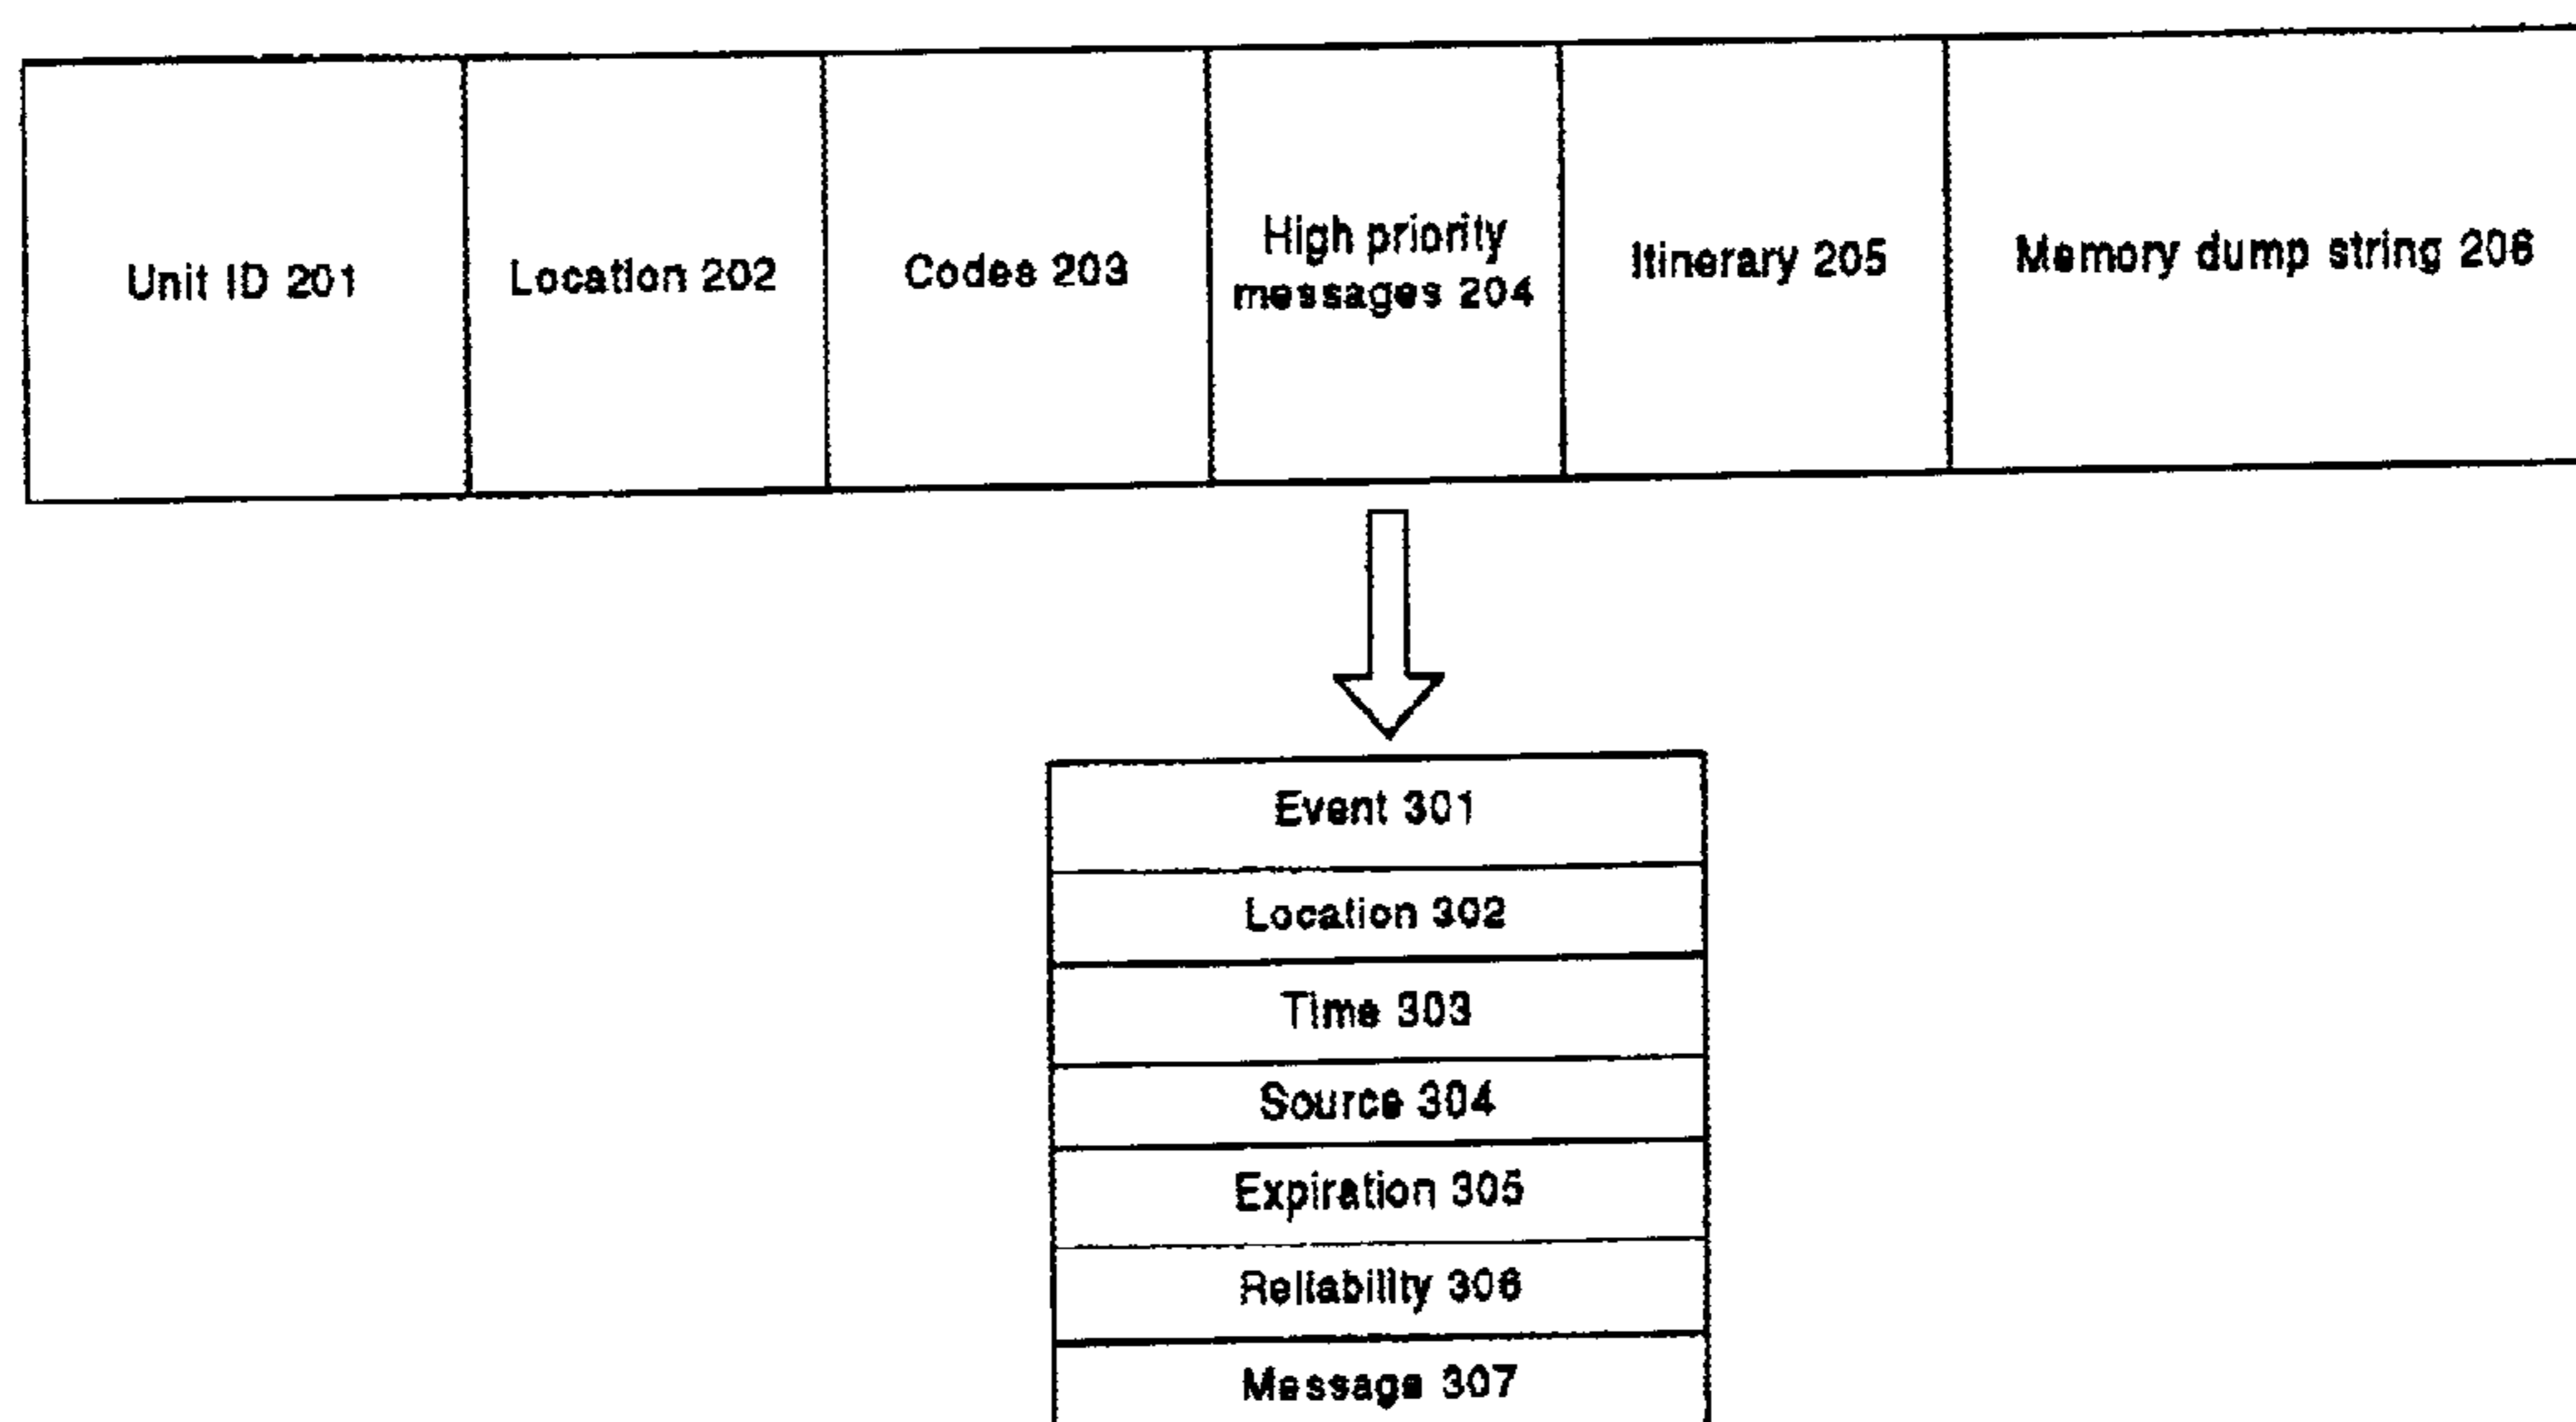 Unit ID 201
Location 202
Codes 203
High priority
messages 204
Itinerary 205
Memory dump string 206
Event 301
Location 302
Time 303
Source 304
Expiration 305
Reliability 306
Message 307